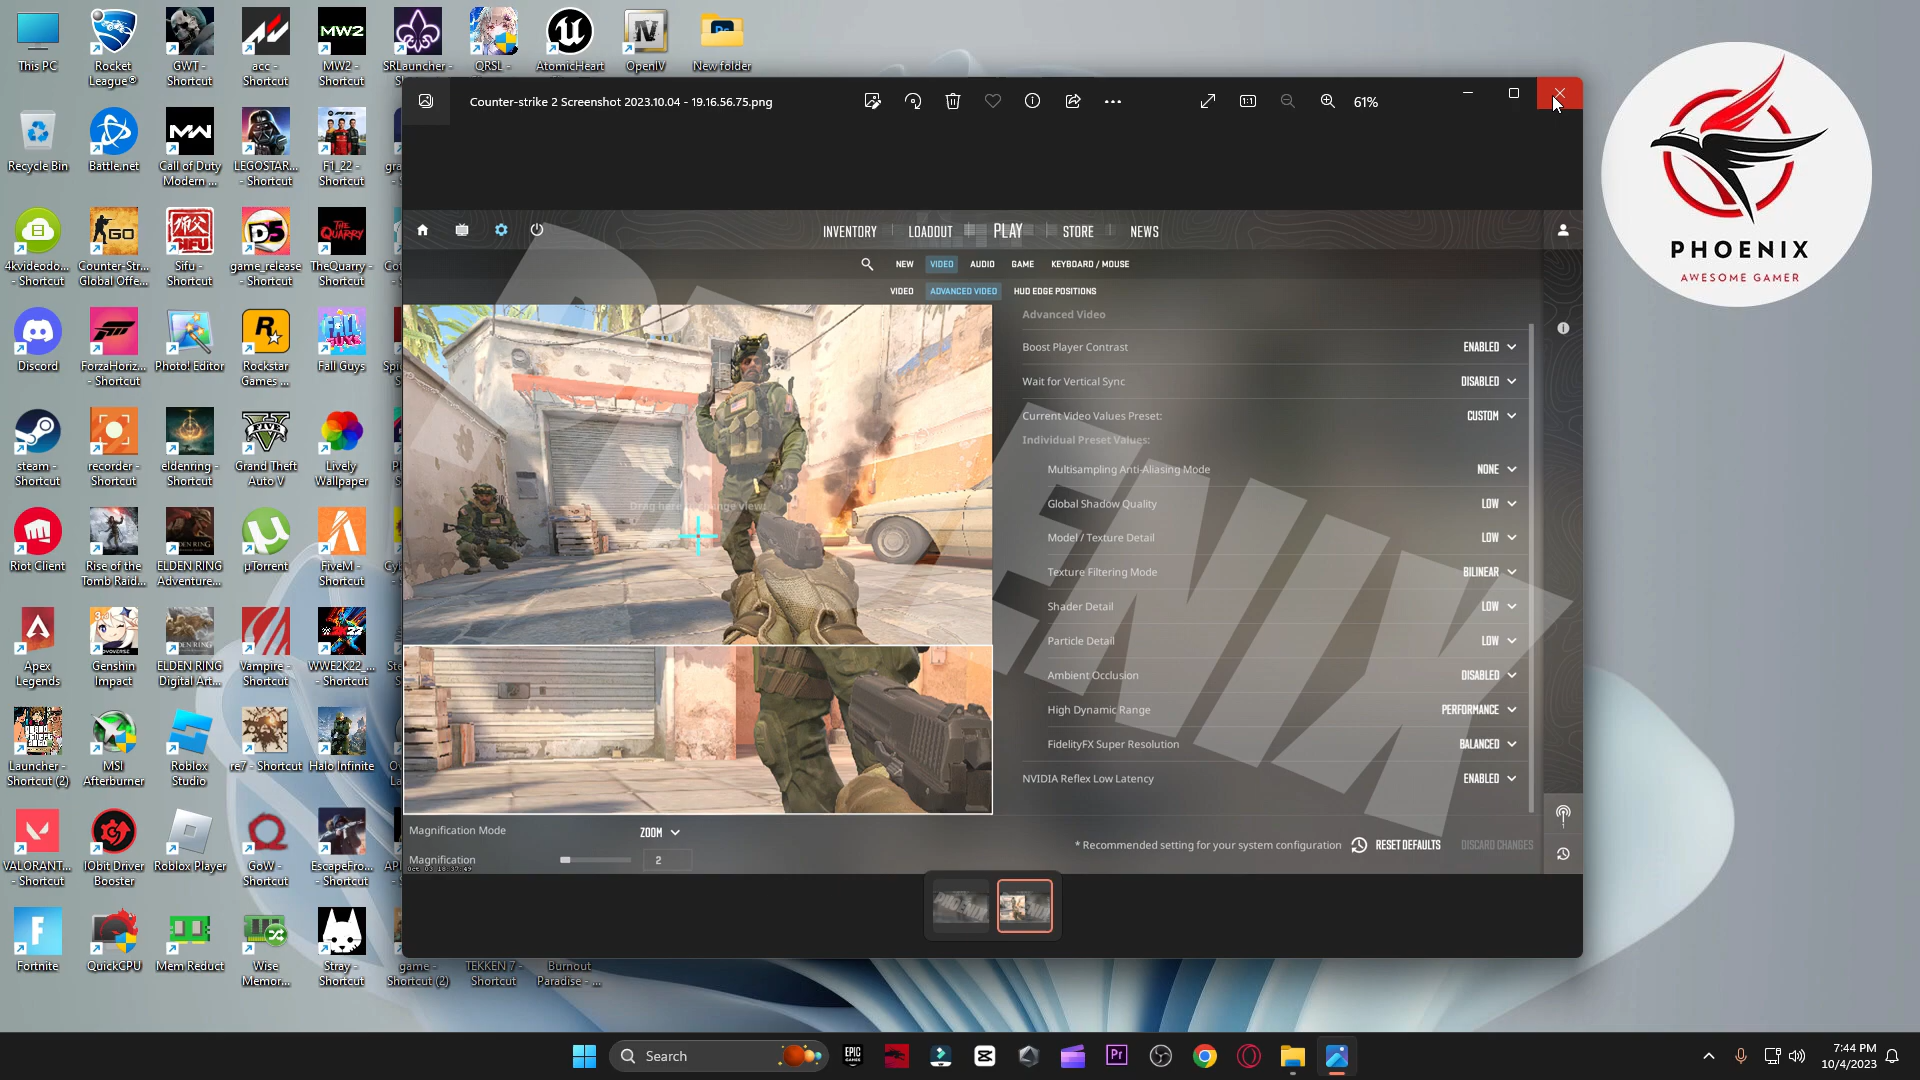 This PC
Rocket League®
GWT - Shortcut
acc - Shortcut
MW2 - Shortcut
SRLauncher -
QRSL -
AtomicHeart
OpenIV
New folder
Recycle Bin
Battle.net
Call of Duty Modern ...
LEGOSTAR... - Shortcut
F1_22 - Shortcut
4kvideodo... - Shortcut
Counter-Str... Global Offe...
Sifu - Shortcut
game_release - Shortcut
TheQuarry - Shortcut
Discord
ForzaHoriz... - Shortcut
Photo! Editor
Rockstar Games ...
Fall Guys
steam - Shortcut
recorder - Shortcut
eldenring - Shortcut
Grand Theft Auto V
Lively Wallpaper
Riot Client
Rise of the Tomb Raid...
ELDEN RING Adventure...
µTorrent
FiveM - Shortcut
Apex Legends
Genshin Impact
ELDEN RING Digital Art...
Vampire - Shortcut
WWE2K22_... - Shortcut
Launcher - Shortcut (2)
MSI Afterburner
Roblox Studio
re7 - Shortcut
Halo Infinite
VALORANT... - Shortcut
IObit Driver Booster
Roblox Player
GoW - Shortcut
EscapeFro... - Shortcut
Fortnite
QuickCPU
Mem Reduct
Wise Memor...
Stray - Shortcut
game - Shortcut (2)
TEKKEN 7 - Shortcut
Burnout Paradise - ...
Counter-strike 2 Screenshot 2023.10.04 - 19.16.56.75.png
61%
INVENTORY
LOADOUT
PLAY
STORE
NEWS
NEW
VIDEO
AUDIO
GAME
KEYBOARD / MOUSE
VIDEO
ADVANCED VIDEO
HUD EDGE POSITIONS
Advanced Video
Boost Player Contrast ENABLED
Wait for Vertical Sync DISABLED
Current Video Values Preset: CUSTOM
Individual Preset Values:
Multisampling Anti-Aliasing Mode NONE
Global Shadow Quality LOW
Model / Texture Detail LOW
Texture Filtering Mode BILINEAR
Shader Detail LOW
Particle Detail LOW
Ambient Occlusion DISABLED
High Dynamic Range PERFORMANCE
FidelityFX Super Resolution BALANCED
NVIDIA Reflex Low Latency ENABLED
Magnification Mode ZOOM
Magnification 2
Oct 03 18:37:49
* Recommended setting for your system configuration
RESET DEFAULTS
DISCARD CHANGES
PHOENIX
AWESOME GAMER
Search
7:44 PM
10/4/2023